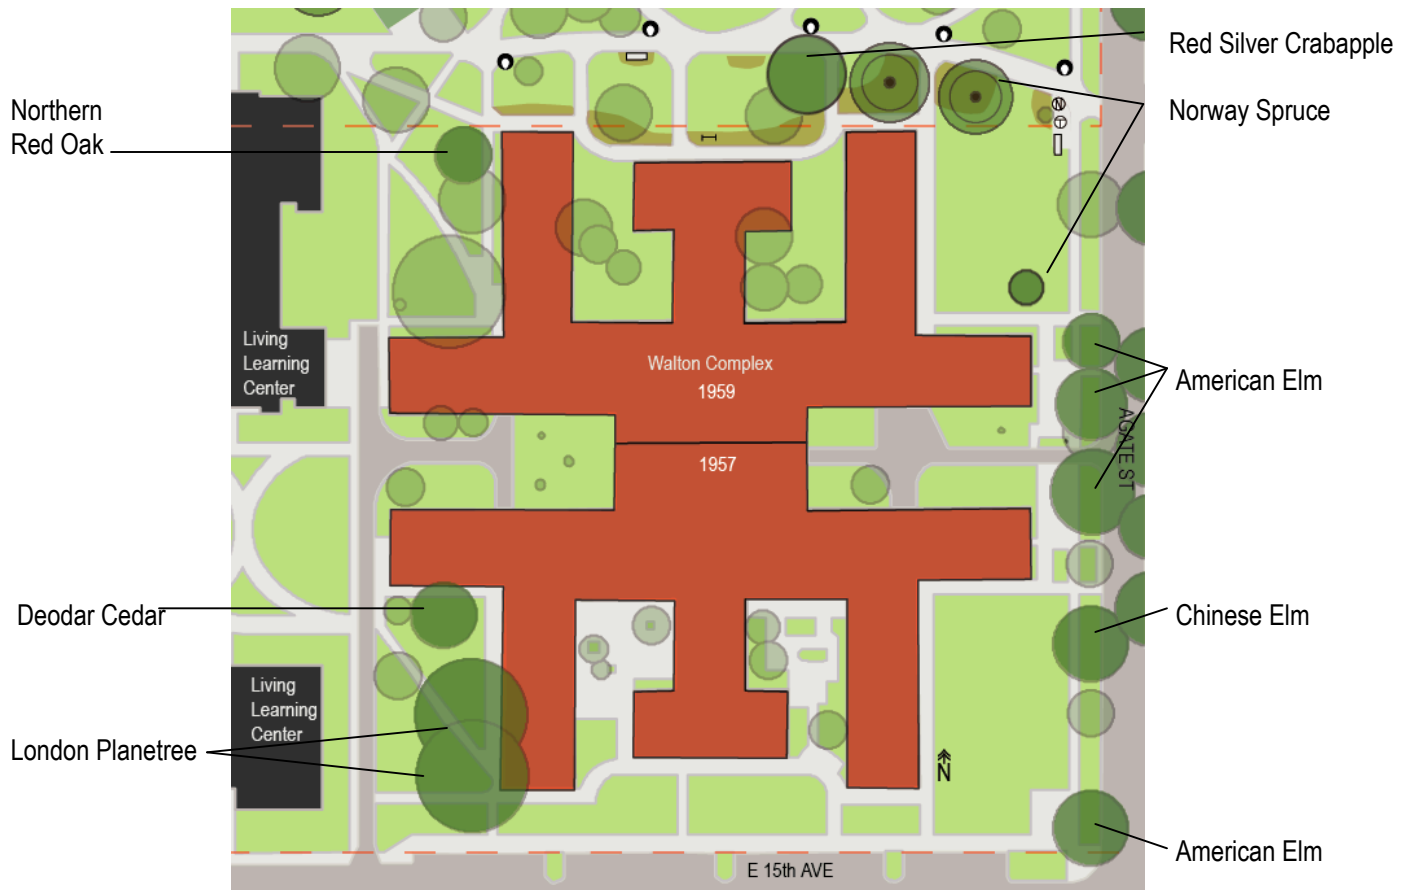 Red Silver Crabapple
Northern
Red Oak
Norway Spruce
N
T
Living
Learning
Center
Walton Complex
1959
American Elm
AGATE ST
1957
Deodar Cedar
Chinese Elm
Living
Learning
Center
London Planetree
N
American Elm
E 15th AVE